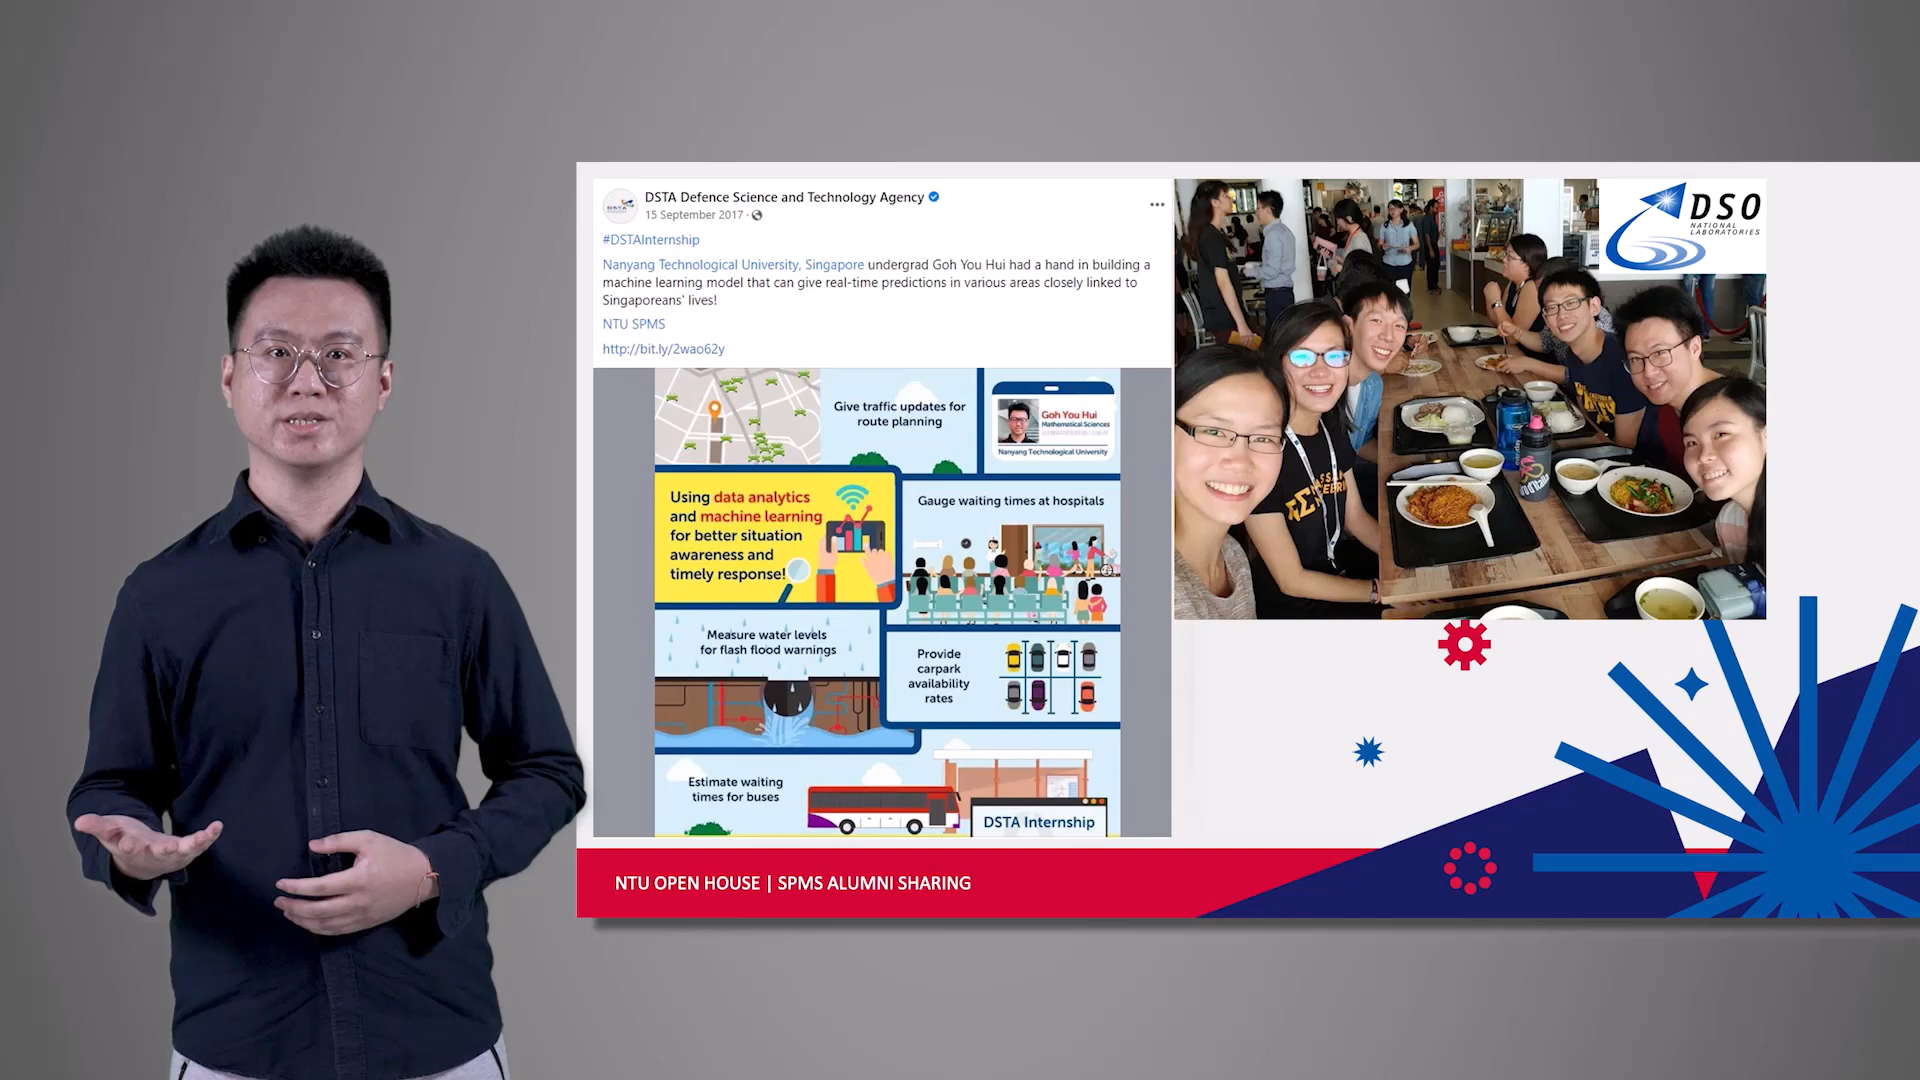 DSTA Defence Science and Technology Agency
15 September 2017
#DSTAInternship
Nanyang Technological University, Singapore undergrad Goh You Hui had a hand in building a
machine learning model that can give real-time predictions in various areas closely linked to
Singaporeans' lives!
NTU SPMS
http://bit.ly/2wao62y
Give traffic updates for
route planning
Goh You Hui
Mathematical Sciences
Nanyang Technological University
Using data analytics
and machine learning
for better situation
awareness and
timely response!
Gauge waiting times at hospitals
Measure water levels
for flash flood warnings
Provide
carpark
availability
rates
Estimate waiting
times for buses
DSTA Internship
DSO
NATIONAL
LABORATORIES
NTU OPEN HOUSE | SPMS ALUMNI SHARING